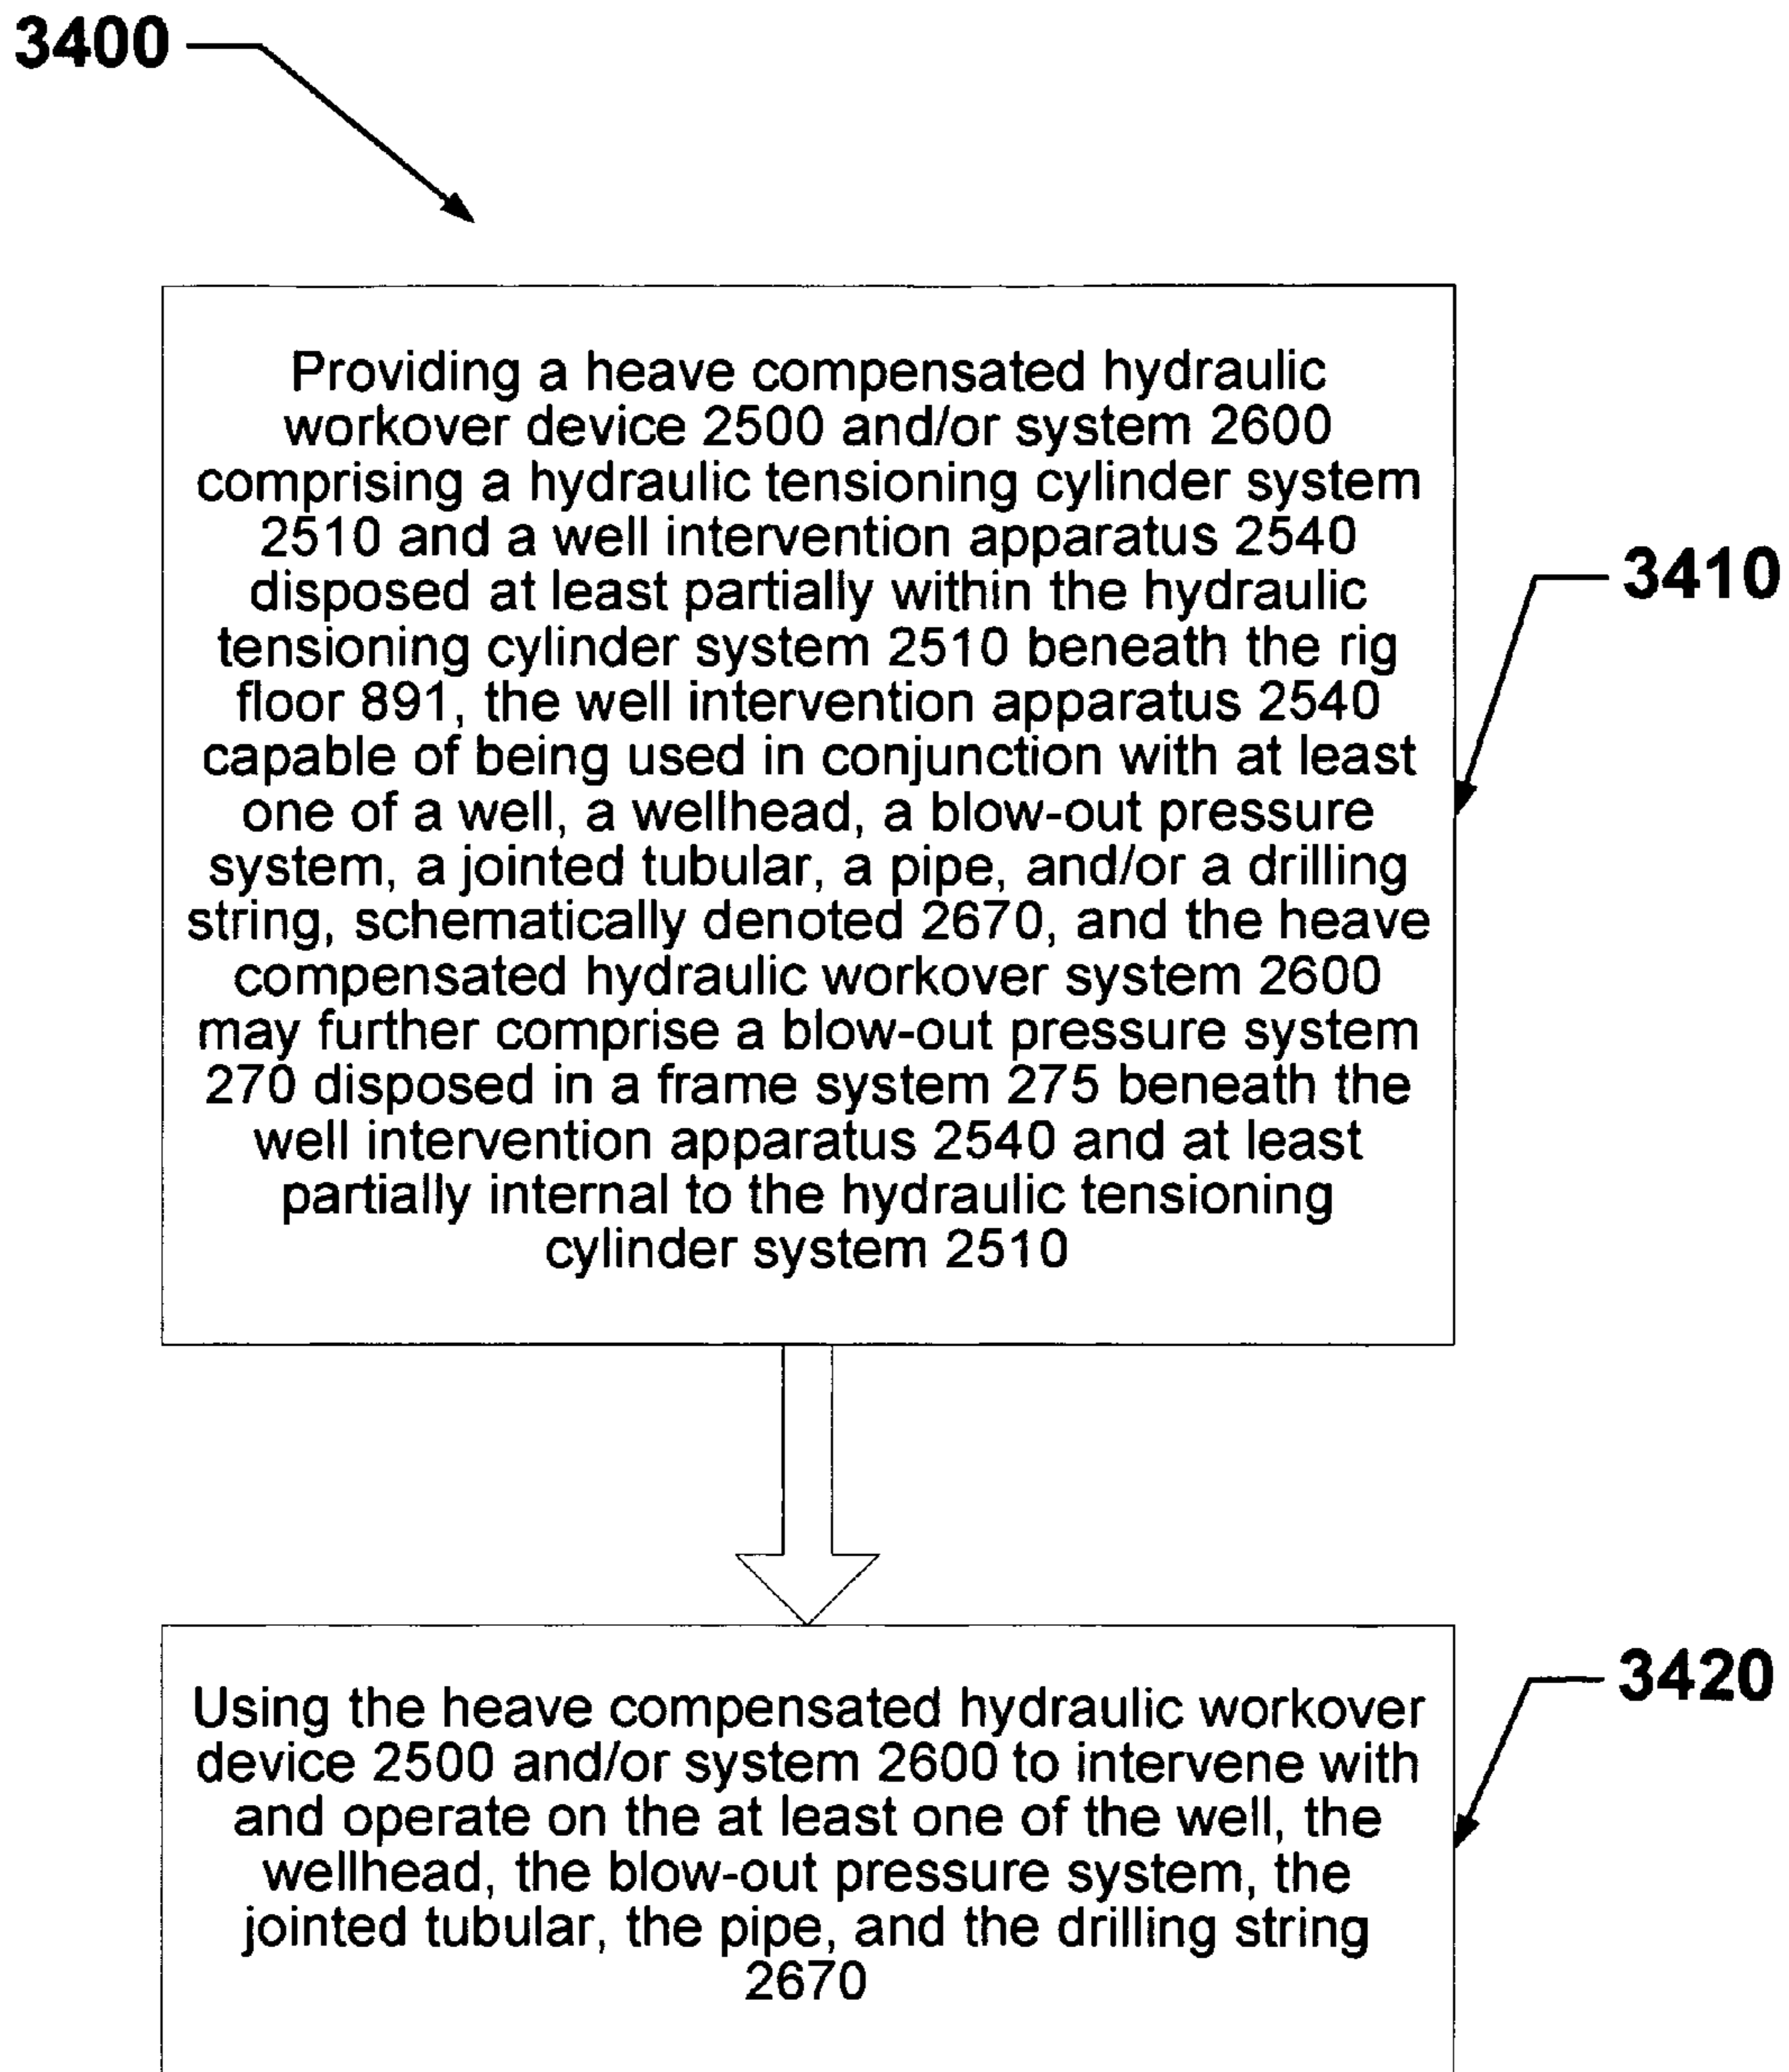 3400
Providing a heave compensated hydraulic
workover device 2500 and/or system 2600
comprising a hydraulic tensioning cylinder system
2510 and a well intervention apparatus 2540
disposed at least partially within the hydraulic
tensioning cylinder system 2510 beneath the rig
floor 891, the well intervention apparatus 2540
capable of being used in conjunction with at least
one of a well, a wellhead, a blow-out pressure
system, a jointed tubular, a pipe, and/or a drilling
string, schematically denoted 2670, and the heave
compensated hydraulic workover system 2600
may further comprise a blow-out pressure system
270 disposed in a frame system 275 beneath the
well intervention apparatus 2540 and at least
partially internal to the hydraulic tensioning
cylinder system 2510
3410
Using the heave compensated hydraulic workover
device 2500 and/or system 2600 to intervene with
and operate on the at least one of the well, the
wellhead, the blow-out pressure system, the
jointed tubular, the pipe, and the drilling string
2670
3420